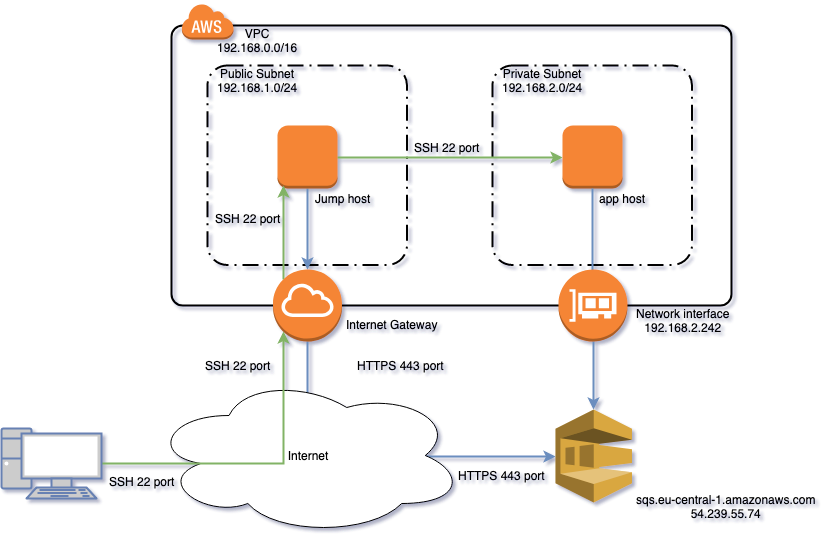 AWS
VPC
192.168.0.0/16
Public Subnet
192.168.1.0/24
Private Subnet
192.168.2.0/24
SSH 22 port
Jump host
app host
SSH 22 port
Internet Gateway
Network interface
192.168.2.242
SSH 22 port
HTTPS 443 port
Internet
SSH 22 port
HTTPS 443 port
sqs.eu-central-1.amazonaws.com
54.239.55.74